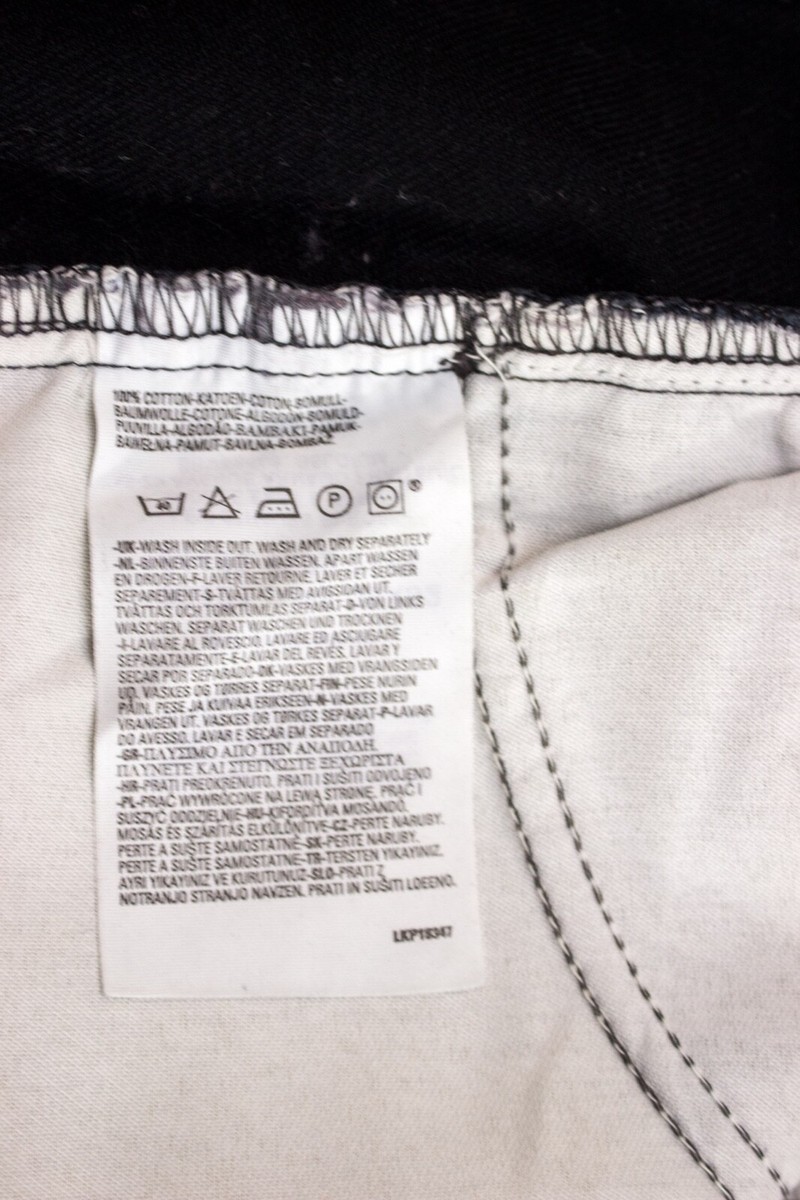 100% COTTON-KATOEN-COTON-BOMULL-
BAUMWOLLE-COTONE-ALGODÓN-BOMULD-
PUUVILLA-ALGODÃO-BAMBAKI-PAMUK-
BAWEŁNA-PAMUT-BAVLNA-BOMBAŽ
40 P ®
-UK-WASH INSIDE OUT. WASH AND DRY SEPARATELY
-NL-BINNENSTE BUITEN WASSEN. APART WASSEN
EN DROGEN-F-LAVER RETOURNE. LAVER ET SECHER
SEPAREMENT-S-TVÄTTAS MED AVIGSIDAN UT.
TVÄTTAS OCH TORKTUMLAS SEPARAT-D-VON LINKS
WASCHEN. SEPARAT WASCHEN UND TROCKNEN
-I-LAVARE AL ROVESCIO. LAVARE ED ASCIUGARE
SEPARATAMENTE-E-LAVAR DEL REVÉS. LAVAR Y
SECAR POR SEPARADO-DK-VASKES MED VRANGSIDEN
UD. VASKES OG TØRRES SEPARAT-FIN-PESE NURIN
PÄIN. PESE JA KUIVAA ERIKSEEN-N-VASKES MED
VRANGEN UT. VASKES OG TØRKES SEPARAT-P-LAVAR
DO AVESSO. LAVAR E SECAR EM SEPARADO
-GR-ΠΛΥΣΙΜΟ ΑΠΟ ΤΗΝ ΑΝΑΠΟΔΗ.
ΠΛΥΝΕΤΕ ΚΑΙ ΣΤΕΓΝΩΣΤΕ ΞΕΧΩΡΙΣΤΑ
-HR-PRATI PREOKRENUTO. PRATI I SUŠITI ODVOJENO
-PL-PRAĆ WYWRÓCONE NA LEWĄ STRONĘ. PRAĆ I
SUSZYĆ ODDZIELNIE-HU-KIFORDÍTVA MOSANDÓ.
MOSÁS ÉS SZÁRÍTÁS ELKÜLÖNÍTVE-CZ-PERTE NARUBY.
PERTE A SUŠTE SAMOSTATNĚ-SK-PERTE NARUBY.
PERTE A SUŠTE SAMOSTATNE-TR-TERSTEN YIKAYINIZ.
AYRI YIKAYINIZ VE KURUTUNUZ-SLO-PRATI Z
NOTRANJO STRANJO NAVZEN. PRATI IN SUŠITI LOEENO.
LKP18347